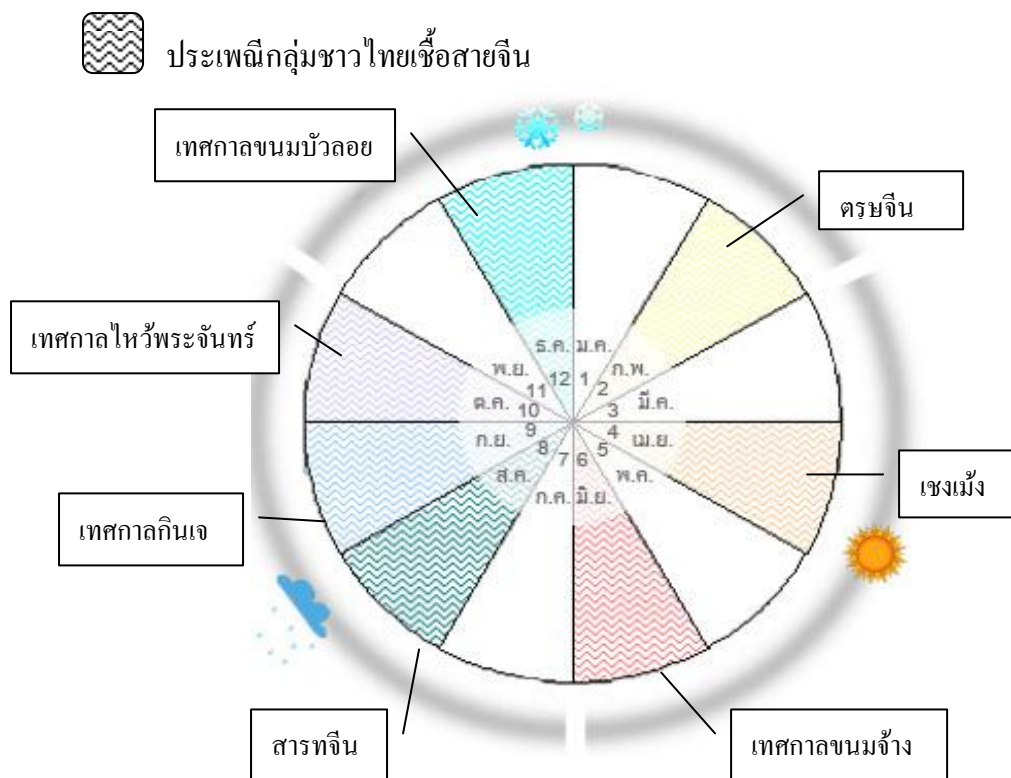 ประเพณีกลุ่มชาวไทยเชื้อสายจีน
เทศกาลขนมบัวลอย
ตรษจีน
เทศกาลไหว้พระจันทร์
ธ.ค. ม.ค.
พ.ย. 12 1 ก.พ.
11 2
ต.ค. 10 3 มี.ค.
ก.ย. 9 4 เม.ย.
8 5
ส.ค. 7 6 พ.ค.
ก.ค. มิ.ย.
เชงเม้ง
เทศกาลกินเจ
สารทจีน
เทศกาลขนมจ้าง